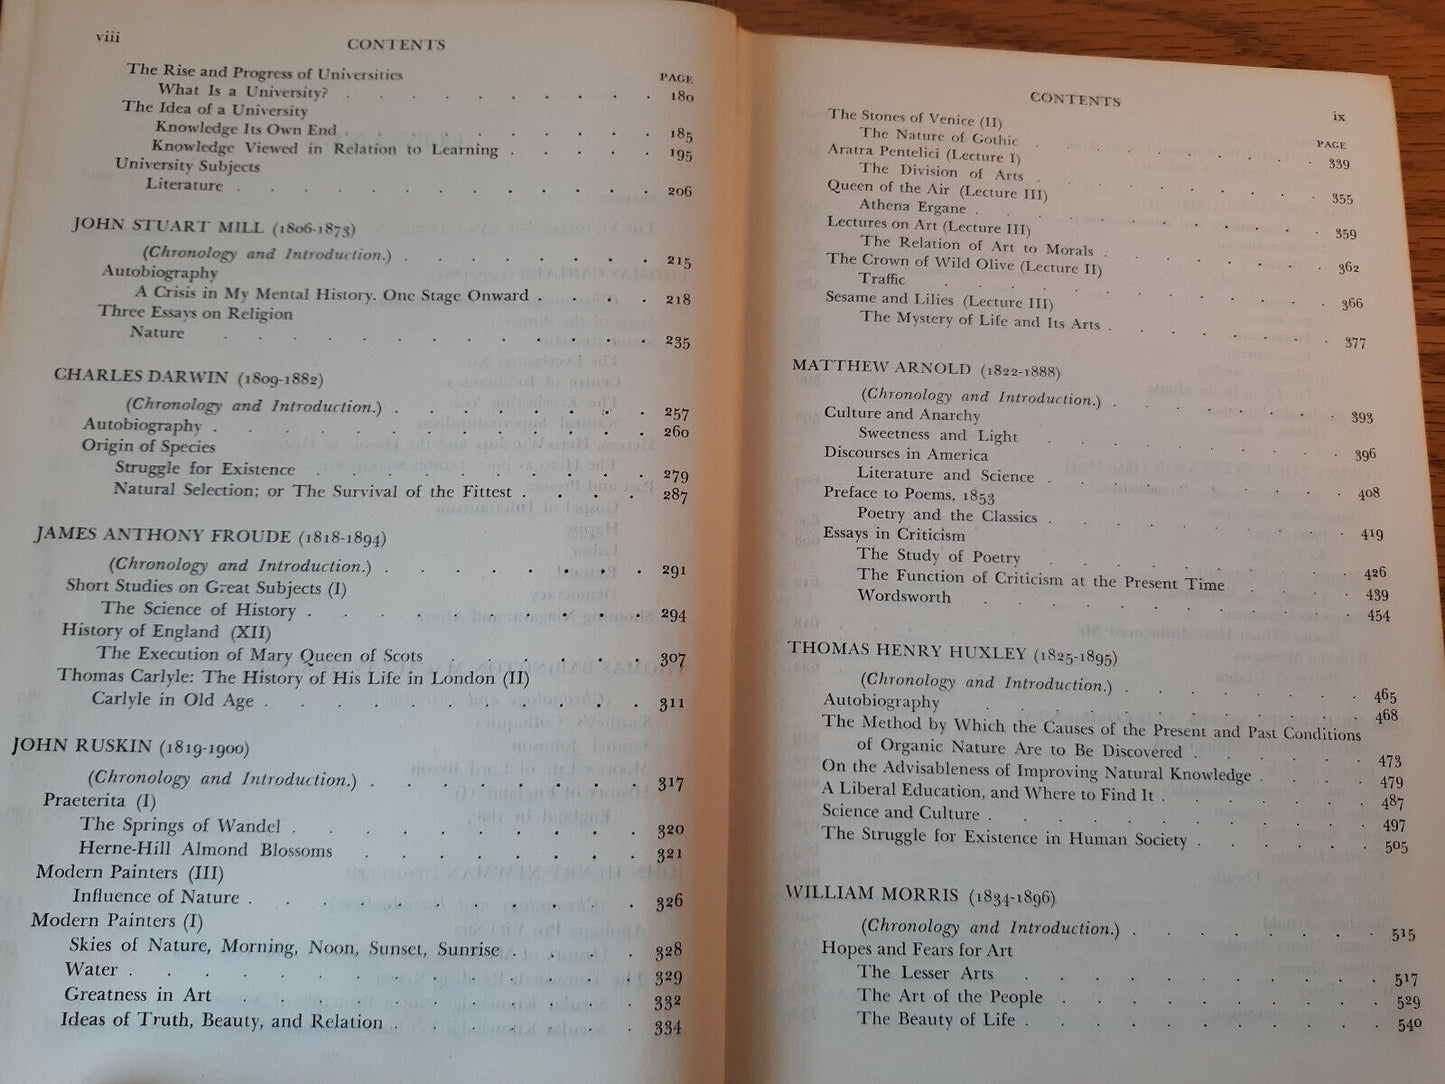 viii
CONTENTS
PAGE
The Rise and Progress of Universities
What Is a University? . . . . . . . . . 180
The Idea of a University
Knowledge Its Own End . . . . . . . . . 185
Knowledge Viewed in Relation to Learning . . . . . 195
University Subjects
Literature . . . . . . . . . . . . 206
JOHN STUART MILL (1806-1873)
(Chronology and Introduction.) . . . . . . . . 215
Autobiography
A Crisis in My Mental History. One Stage Onward . . . . 218
Three Essays on Religion
Nature . . . . . . . . . . . . 235
CHARLES DARWIN (1809-1882)
(Chronology and Introduction.) . . . . . . . . 257
Autobiography . . . . . . . . . . . . 260
Origin of Species
Struggle for Existence . . . . . . . . . 279
Natural Selection; or The Survival of the Fittest . . . . 287
JAMES ANTHONY FROUDE (1818-1894)
(Chronology and Introduction.) . . . . . . . . 291
Short Studies on Great Subjects (I)
The Science of History . . . . . . . . . . 294
History of England (XII)
The Execution of Mary Queen of Scots . . . . . . 307
Thomas Carlyle: The History of His Life in London (II)
Carlyle in Old Age . . . . . . . . . . . 311
JOHN RUSKIN (1819-1900)
(Chronology and Introduction.) . . . . . . . . 317
Praeterita (I)
The Springs of Wandel . . . . . . . . . . 320
Herne-Hill Almond Blossoms . . . . . . . . 321
Modern Painters (III)
Influence of Nature . . . . . . . . . . . 326
Modern Painters (I)
Skies of Nature, Morning, Noon, Sunset, Sunrise . . . . 328
Water . . . . . . . . . . . . . 329
Greatness in Art . . . . . . . . . . . 332
Ideas of Truth, Beauty, and Relation . . . . . . . 334
CONTENTS
ix
PAGE
The Stones of Venice (II)
The Nature of Gothic . . . . . . . . . 339
Aratra Pentelici (Lecture I)
The Division of Arts . . . . . . . . . 355
Queen of the Air (Lecture III)
Athena Ergane . . . . . . . . . . . 359
Lectures on Art (Lecture III)
The Relation of Art to Morals . . . . . . . 362
The Crown of Wild Olive (Lecture II)
Traffic . . . . . . . . . . . . 366
Sesame and Lilies (Lecture III)
The Mystery of Life and Its Arts . . . . . . . 377
MATTHEW ARNOLD (1822-1888)
(Chronology and Introduction.) . . . . . . . 393
Culture and Anarchy
Sweetness and Light . . . . . . . . . 396
Discourses in America
Literature and Science . . . . . . . . . 408
Preface to Poems, 1853
Poetry and the Classics . . . . . . . . . 419
Essays in Criticism
The Study of Poetry . . . . . . . . . 426
The Function of Criticism at the Present Time . . . . 439
Wordsworth . . . . . . . . . . . 454
THOMAS HENRY HUXLEY (1825-1895)
(Chronology and Introduction.) . . . . . . . . 465
Autobiography . . . . . . . . . . . . 468
The Method by Which the Causes of the Present and Past Conditions
of Organic Nature Are to Be Discovered . . . . . . 473
On the Advisableness of Improving Natural Knowledge . . . . 479
A Liberal Education, and Where to Find It . . . . . . 487
Science and Culture . . . . . . . . . . . 497
The Struggle for Existence in Human Society . . . . . . 505
WILLIAM MORRIS (1834-1896)
(Chronology and Introduction.) . . . . . . . . 515
Hopes and Fears for Art
The Lesser Arts . . . . . . . . . . . 517
The Art of the People . . . . . . . . . . 529
The Beauty of Life . . . . . . . . . . . 540